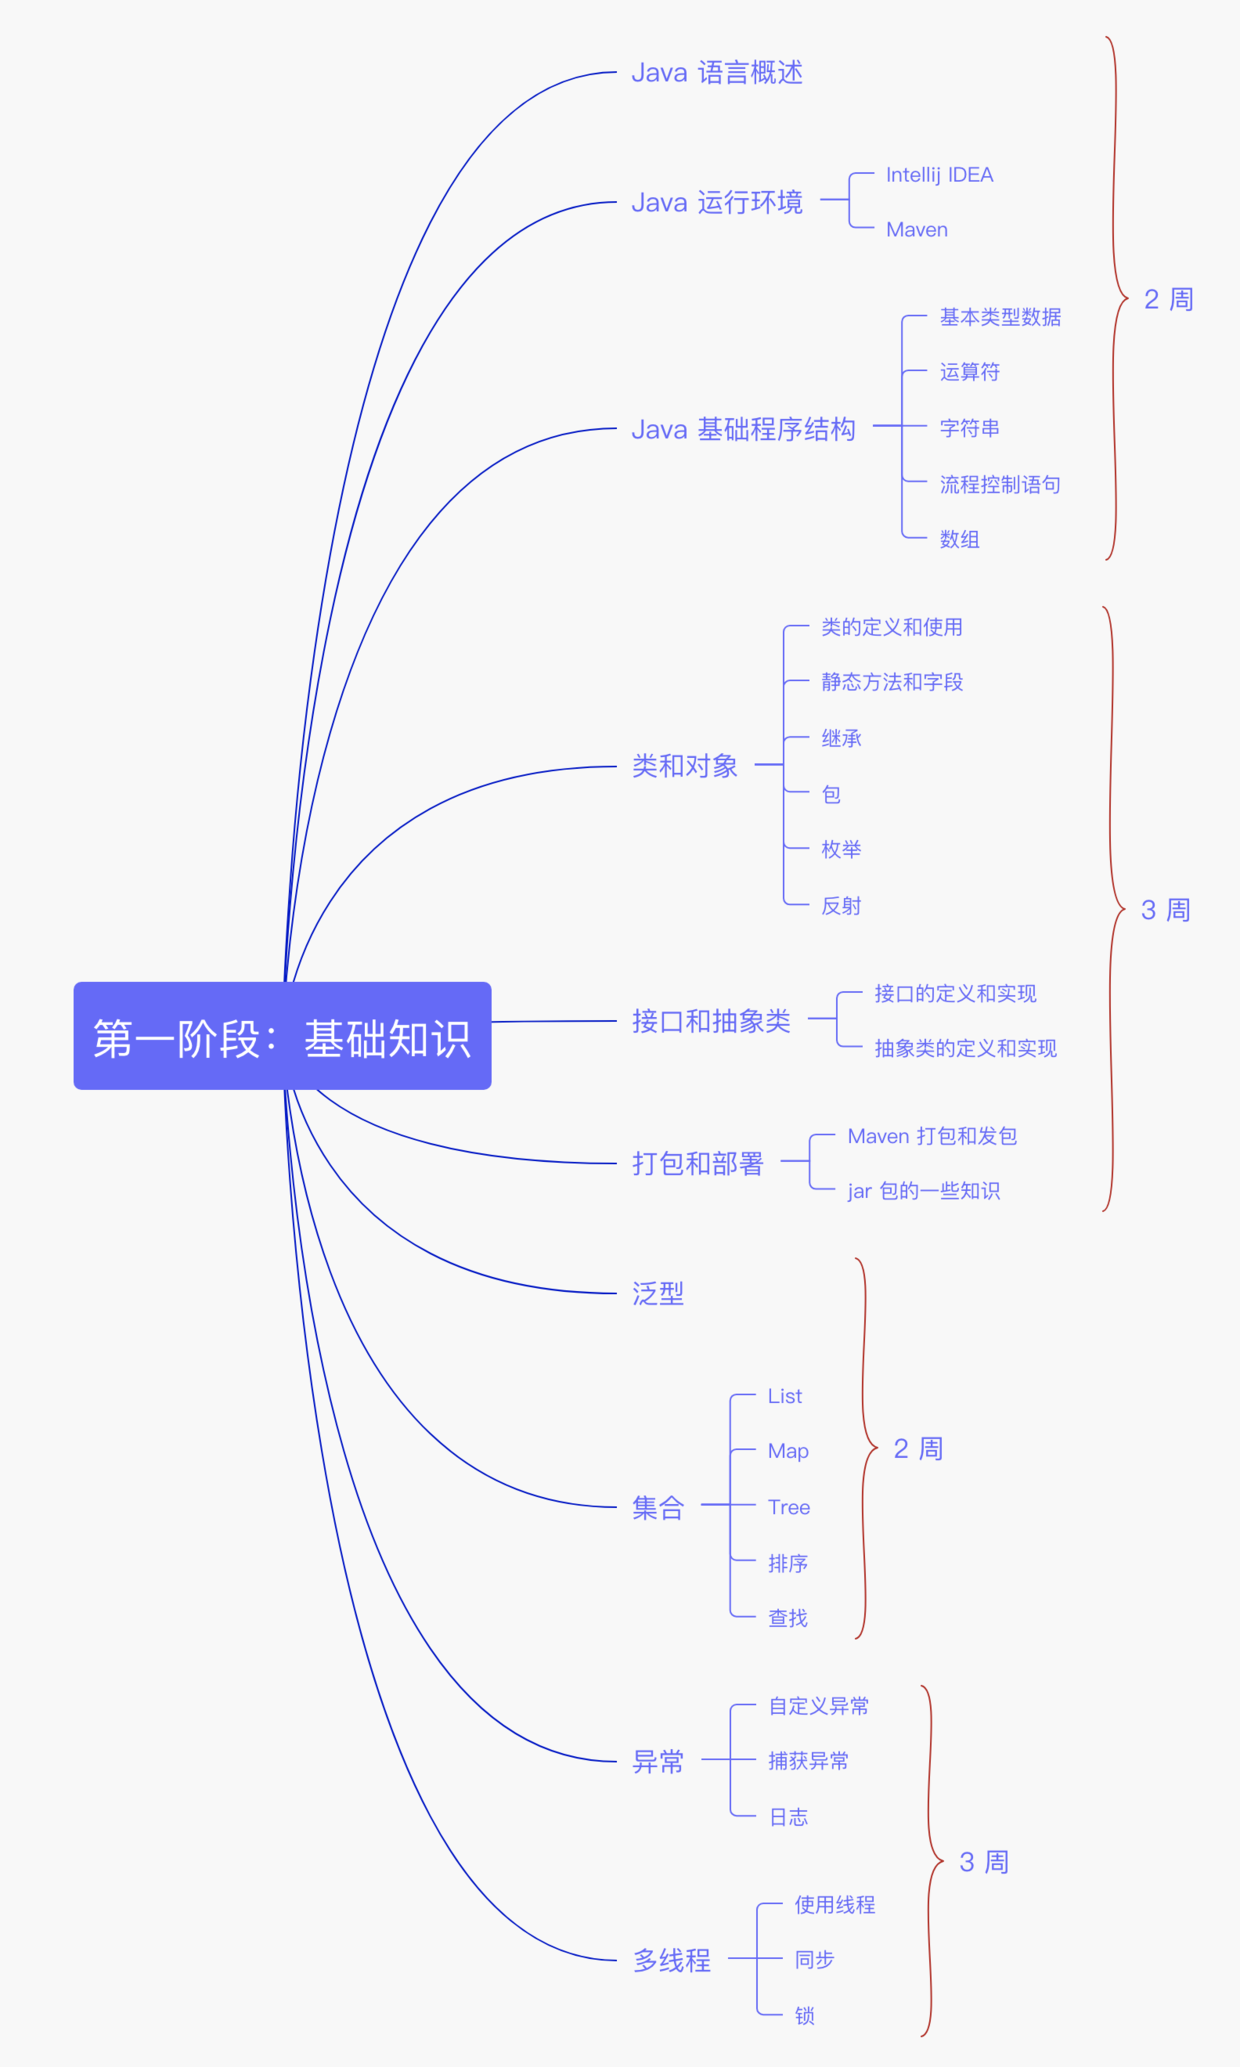 第一阶段：基础知识
Java 语言概述
Java 运行环境
Intellij IDEA
Maven
Java 基础程序结构
基本类型数据
运算符
字符串
流程控制语句
数组
2 周
类和对象
类的定义和使用
静态方法和字段
继承
包
枚举
反射
接口和抽象类
接口的定义和实现
抽象类的定义和实现
打包和部署
Maven 打包和发包
jar 包的一些知识
3 周
泛型
集合
List
Map
Tree
排序
查找
2 周
异常
自定义异常
捕获异常
日志
多线程
使用线程
同步
锁
3 周